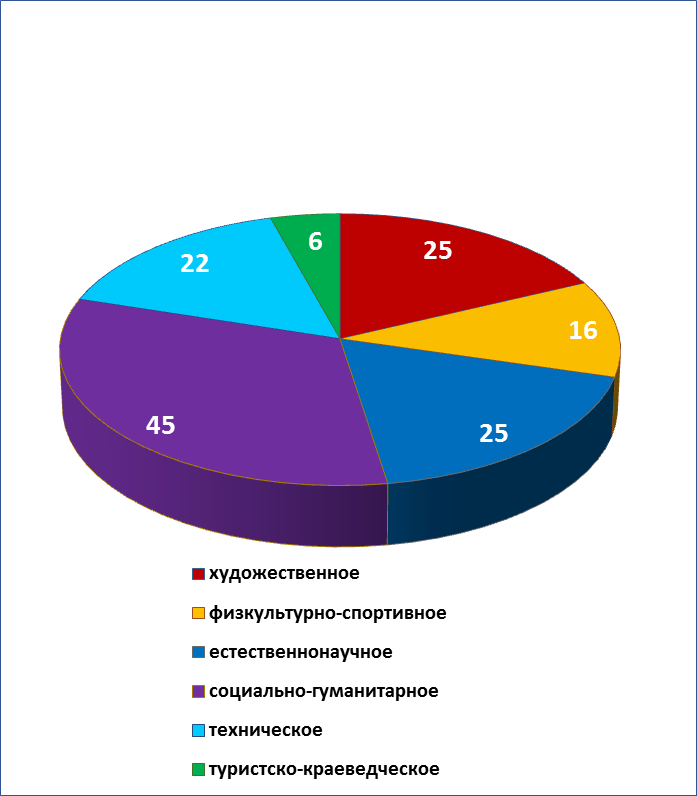 6
25
22
16
45
25
художественное
физкультурно-спортивное
естественнонаучное
социально-гуманитарное
техническое
туристско-краеведческое